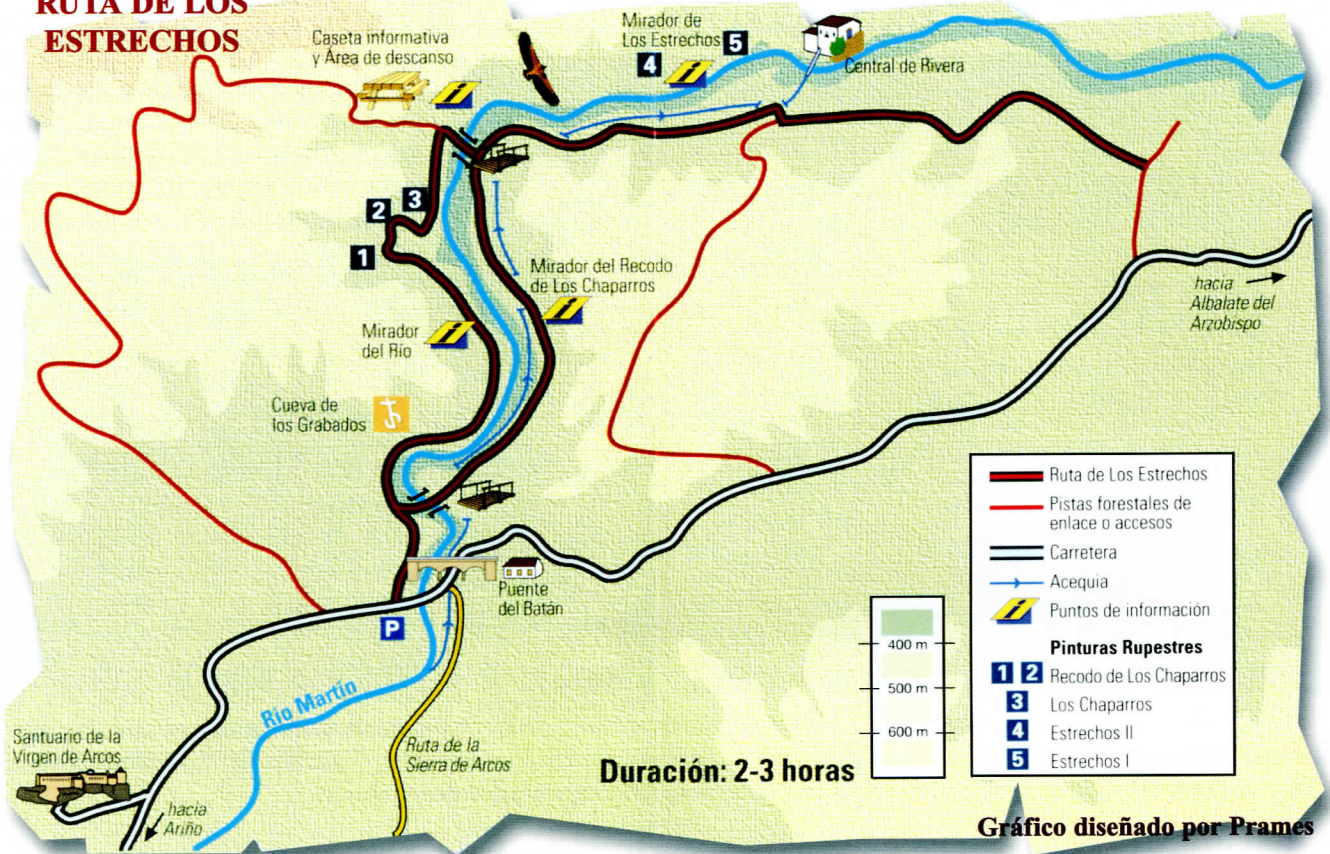 RUTA DE LOS
ESTRECHOS
Caseta informativa
y Área de descanso
Mirador de
Los Estrechos
5
4
Central de Rivera
2
3
1
Mirador del Recodo
de Los Chaparros
Mirador
del Río
hacia
Albalate del
Arzobispo
Cueva de
los Grabados
Puente
del Batán
P
Río Martín
Santuario de la
Virgen de Arcos
Ruta de la
Sierra de Arcos
hacia
Ariño
Duración: 2-3 horas
400 m
500 m
600 m
Ruta de Los Estrechos
Pistas forestales de
enlace o accesos
Carretera
Acequia
i Puntos de información
Pinturas Rupestres
1 2 Recodo de Los Chaparros
3 Los Chaparros
4 Estrechos II
5 Estrechos I
Gráfico diseñado por Prames